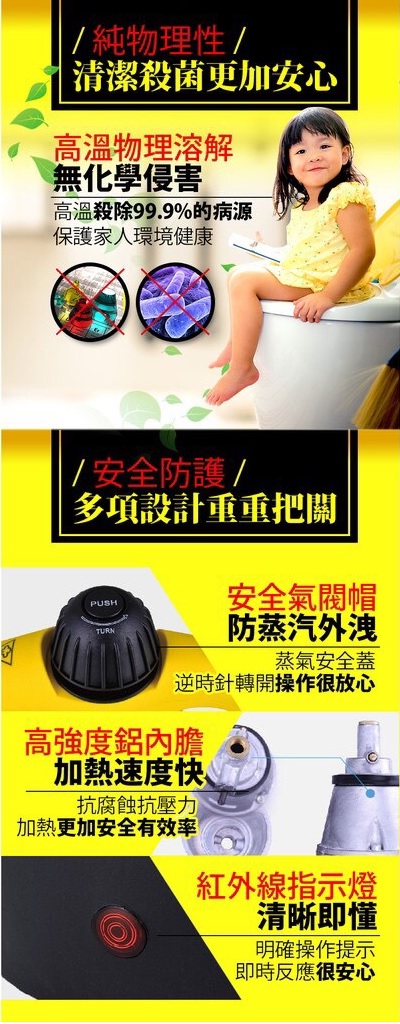 / 純物理性 /
清潔殺菌更加安心
高溫物理溶解
無化學侵害
高溫殺除99.9%的病源
保護家人環境健康
/ 安全防護 /
多項設計重重把關
PUSH
TURN
安全氣閥帽
防蒸汽外洩
蒸氣安全蓋
逆時針轉開操作很放心
高強度鋁內膽
加熱速度快
抗腐蝕抗壓力
加熱更加安全有效率
紅外線指示燈
清晰即懂
明確操作提示
即時反應很安心